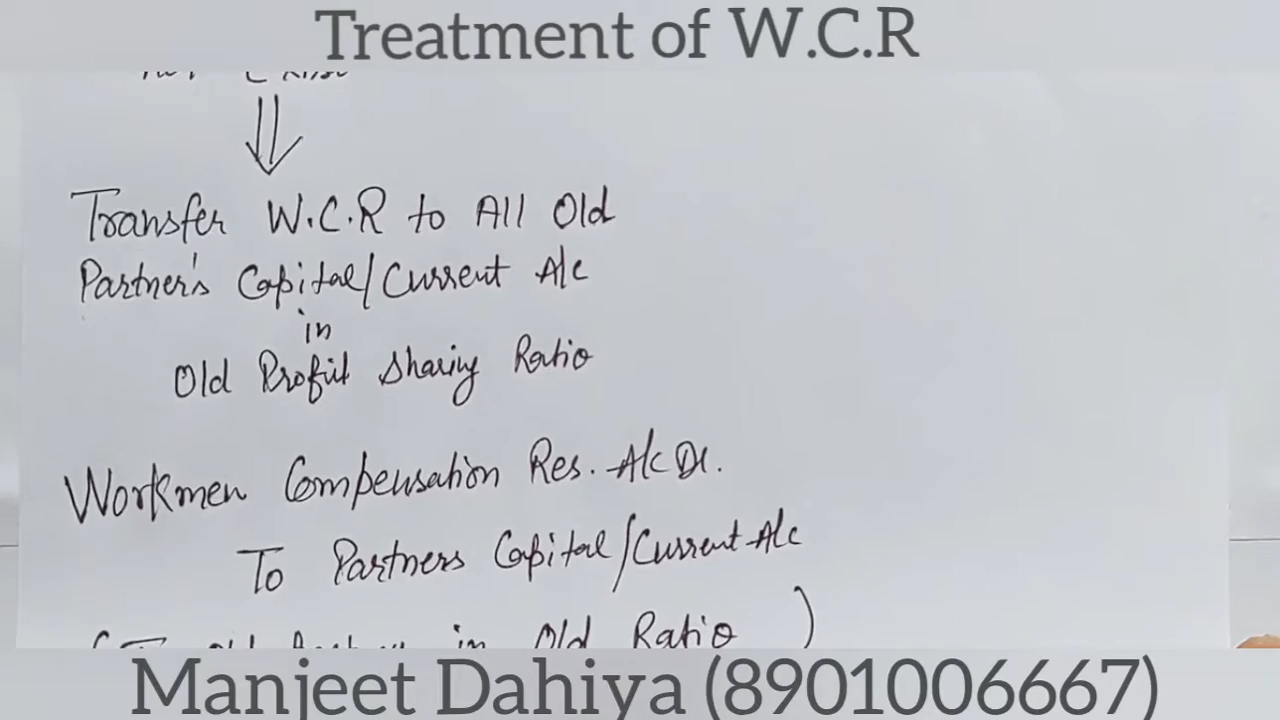 Treatment of W.C.R
Transfer W.C.R to All Old
Partner's Capital/Current A/c
in
Old Profit Sharing Ratio
Workmen Compensation Res. A/c Dr.
To Partners Capital/Current A/c
in Old Ratio )
Manjeet Dahiya (8901006667)